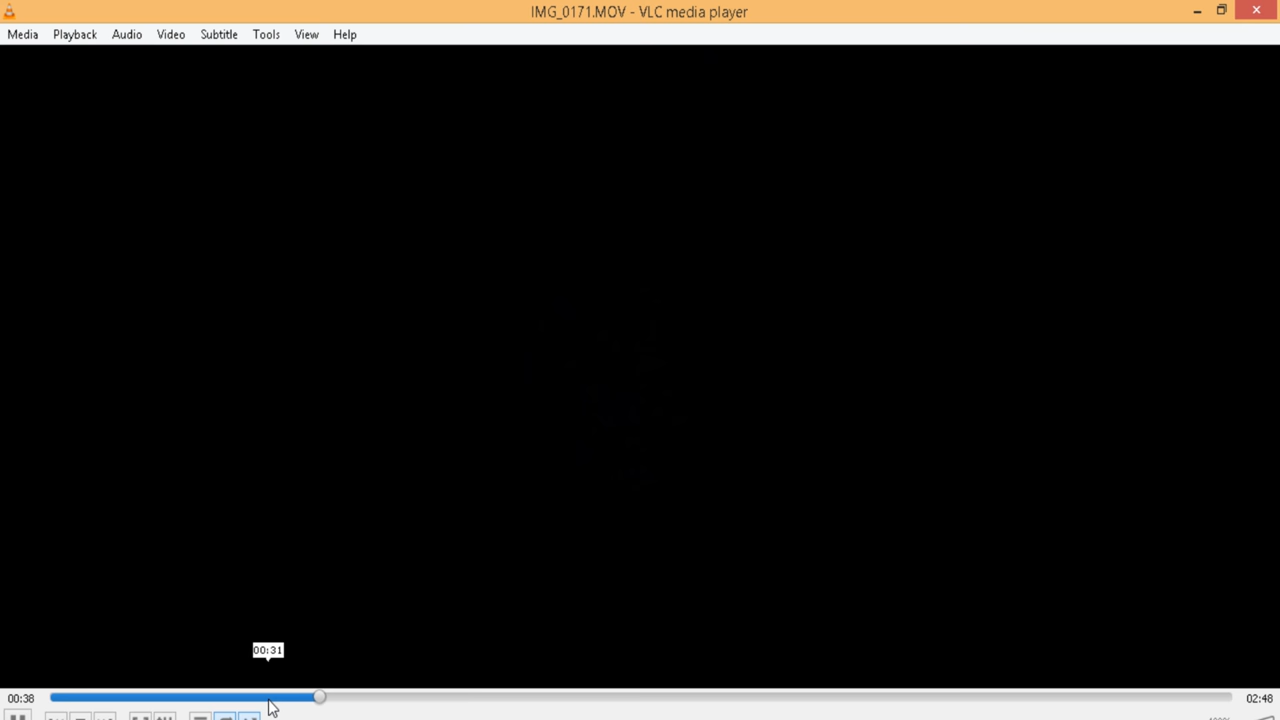 IMG_0171.MOV - VLC media player
Media Playback Audio Video Subtitle Tools View Help
00:31
00:38 02:48